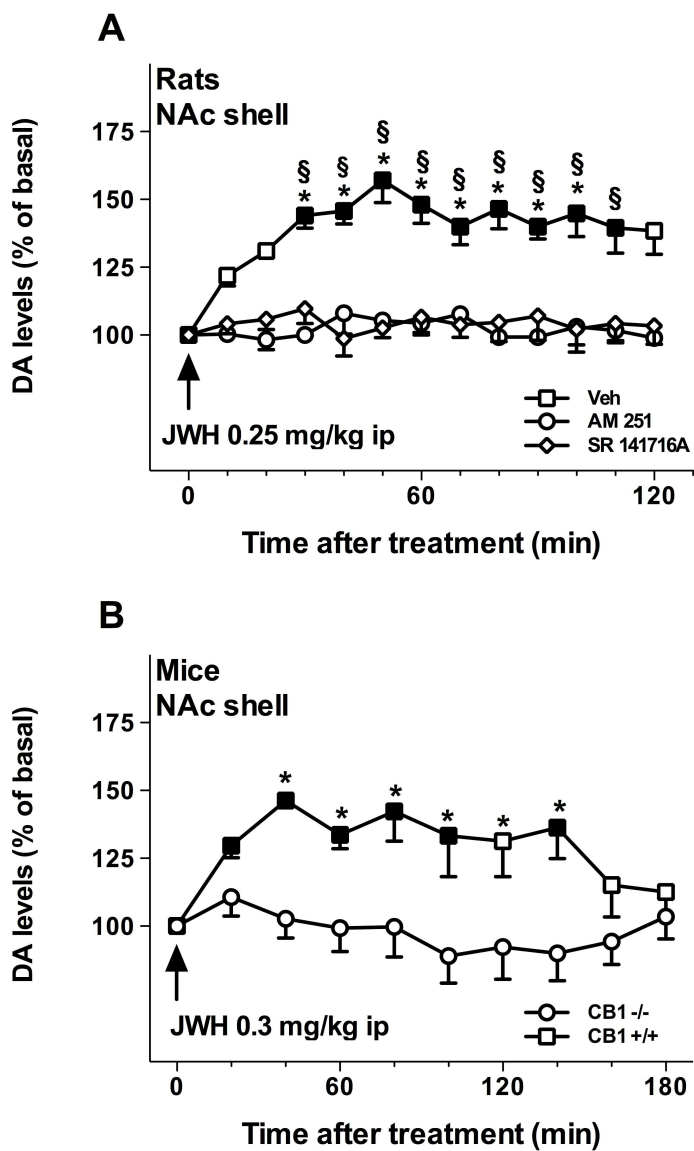 A
Rats
NAc shell
DA levels (% of basal)
175
150
125
100
§ § § § § § § § §
* * * * * * * *
JWH 0.25 mg/kg ip
Veh
AM 251
SR 141716A
0 60 120
Time after treatment (min)
B
Mice
NAc shell
DA levels (% of basal)
175
150
125
100
* * * * * *
JWH 0.3 mg/kg ip
CB1 -/-
CB1 +/+
0 60 120 180
Time after treatment (min)